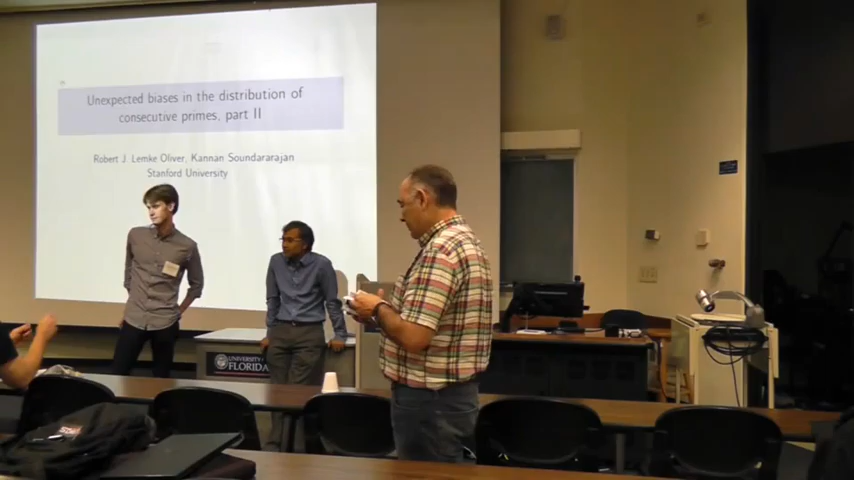 Unexpected biases in the distribution of
consecutive primes, part II
Robert J. Lemke Oliver, Kannan Soundararajan
Stanford University
UNIVERSITY of
FLORIDA